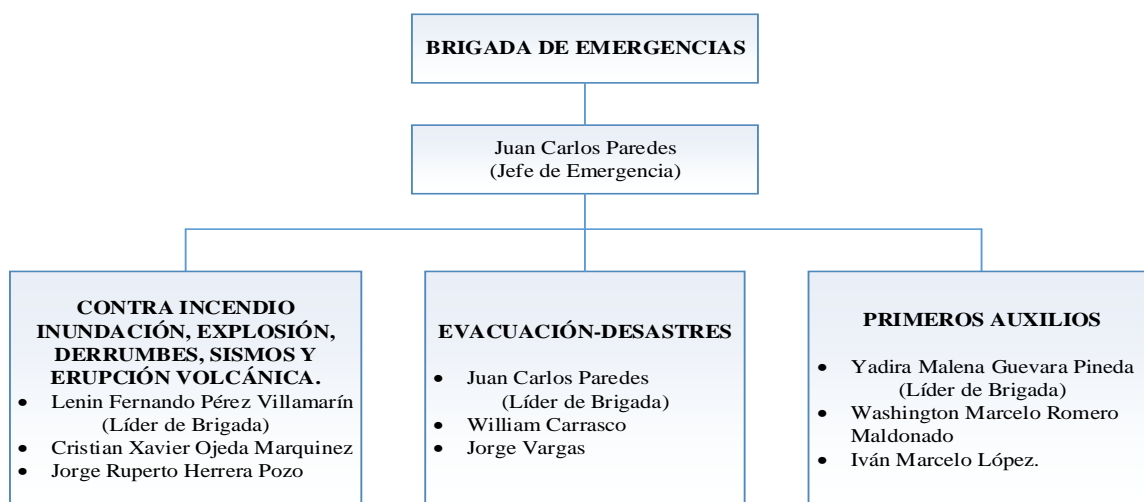 BRIGADA DE EMERGENCIAS
Juan Carlos Paredes
(Jefe de Emergencia)
CONTRA INCENDIO
INUNDACIÓN, EXPLOSIÓN,
DERRUMBES, SISMOS Y
ERUPCIÓN VOLCÁNICA.
• Lenin Fernando Pérez Villamarín
(Líder de Brigada)
• Cristian Xavier Ojeda Marquinez
• Jorge Ruperto Herrera Pozo
EVACUACIÓN-DESASTRES
• Juan Carlos Paredes
(Líder de Brigada)
• William Carrasco
• Jorge Vargas
PRIMEROS AUXILIOS
• Yadira Malena Guevara Pineda
(Líder de Brigada)
• Washington Marcelo Romero
Maldonado
• Iván Marcelo López.